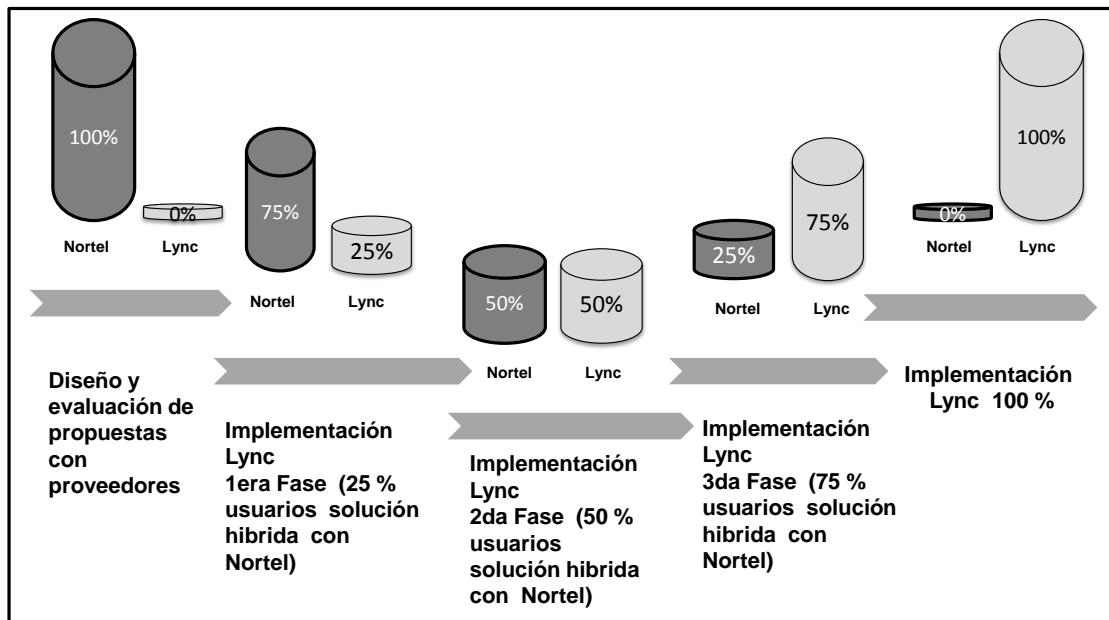 100%
0%
Nortel
Lync
Diseño y
evaluación de
propuestas
con
proveedores
75%
25%
Nortel
Lync
Implementación
Lync
1era Fase (25 %
usuarios solución
hibrida con
Nortel)
50%
50%
Nortel
Lync
Implementación
Lync
2da Fase (50 %
usuarios
solución hibrida
con Nortel)
25%
75%
Nortel
Lync
Implementación
Lync
3da Fase (75 %
usuarios solución
hibrida con
Nortel)
0%
100%
Nortel
Lync
Implementación
Lync 100 %